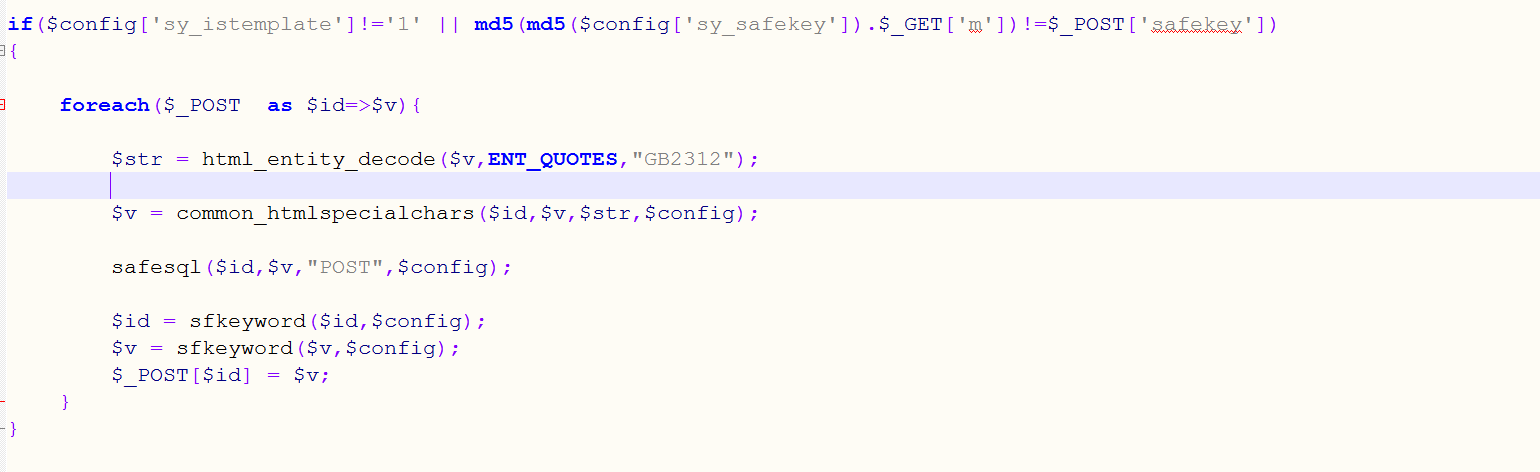 if($config['sy_istemplate']!='1' || md5(md5($config['sy_safekey']).$_GET['m'])!=$_POST['safekey'])
{
foreach($_POST  as $id=>$v){
$str = html_entity_decode($v,ENT_QUOTES,"GB2312");
$v = common_htmlspecialchars($id,$v,$str,$config);
safesql($id,$v,"POST",$config);
$id = sfkeyword($id,$config);
$v = sfkeyword($v,$config);
$_POST[$id] = $v;
}
}